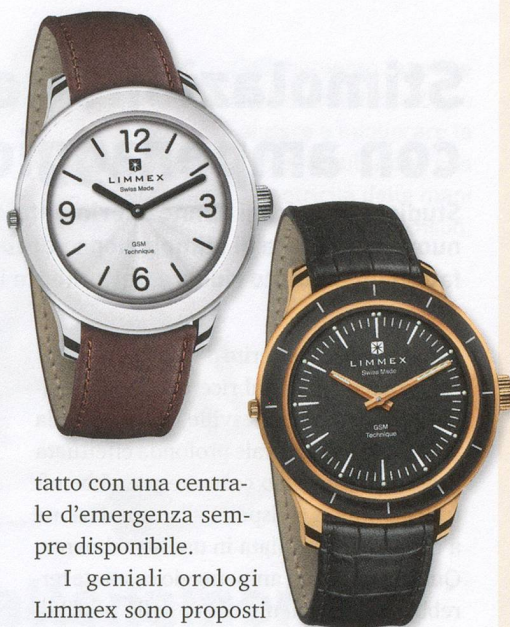 12
LIMMEX
Swiss Made
9
3
GSM
Technique
6
LIMMEX
Swiss Made
GSM
Technique
tatto con una centra-
le d'emergenza sem-
pre disponibile.
I geniali orologi
Limmex sono proposti